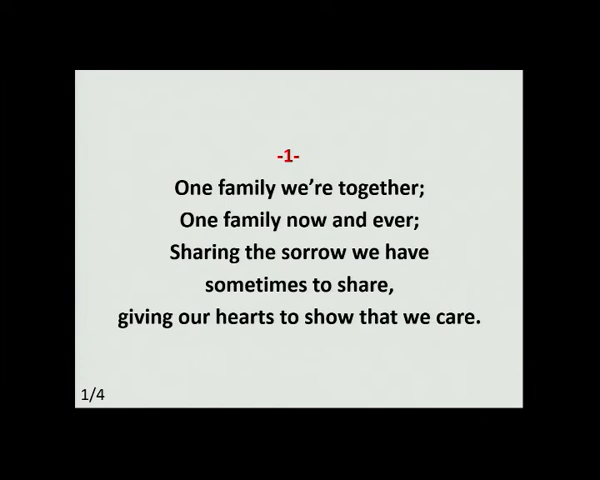 -1-
One family we’re together;
One family now and ever;
Sharing the sorrow we have
sometimes to share,
giving our hearts to show that we care.
1/4